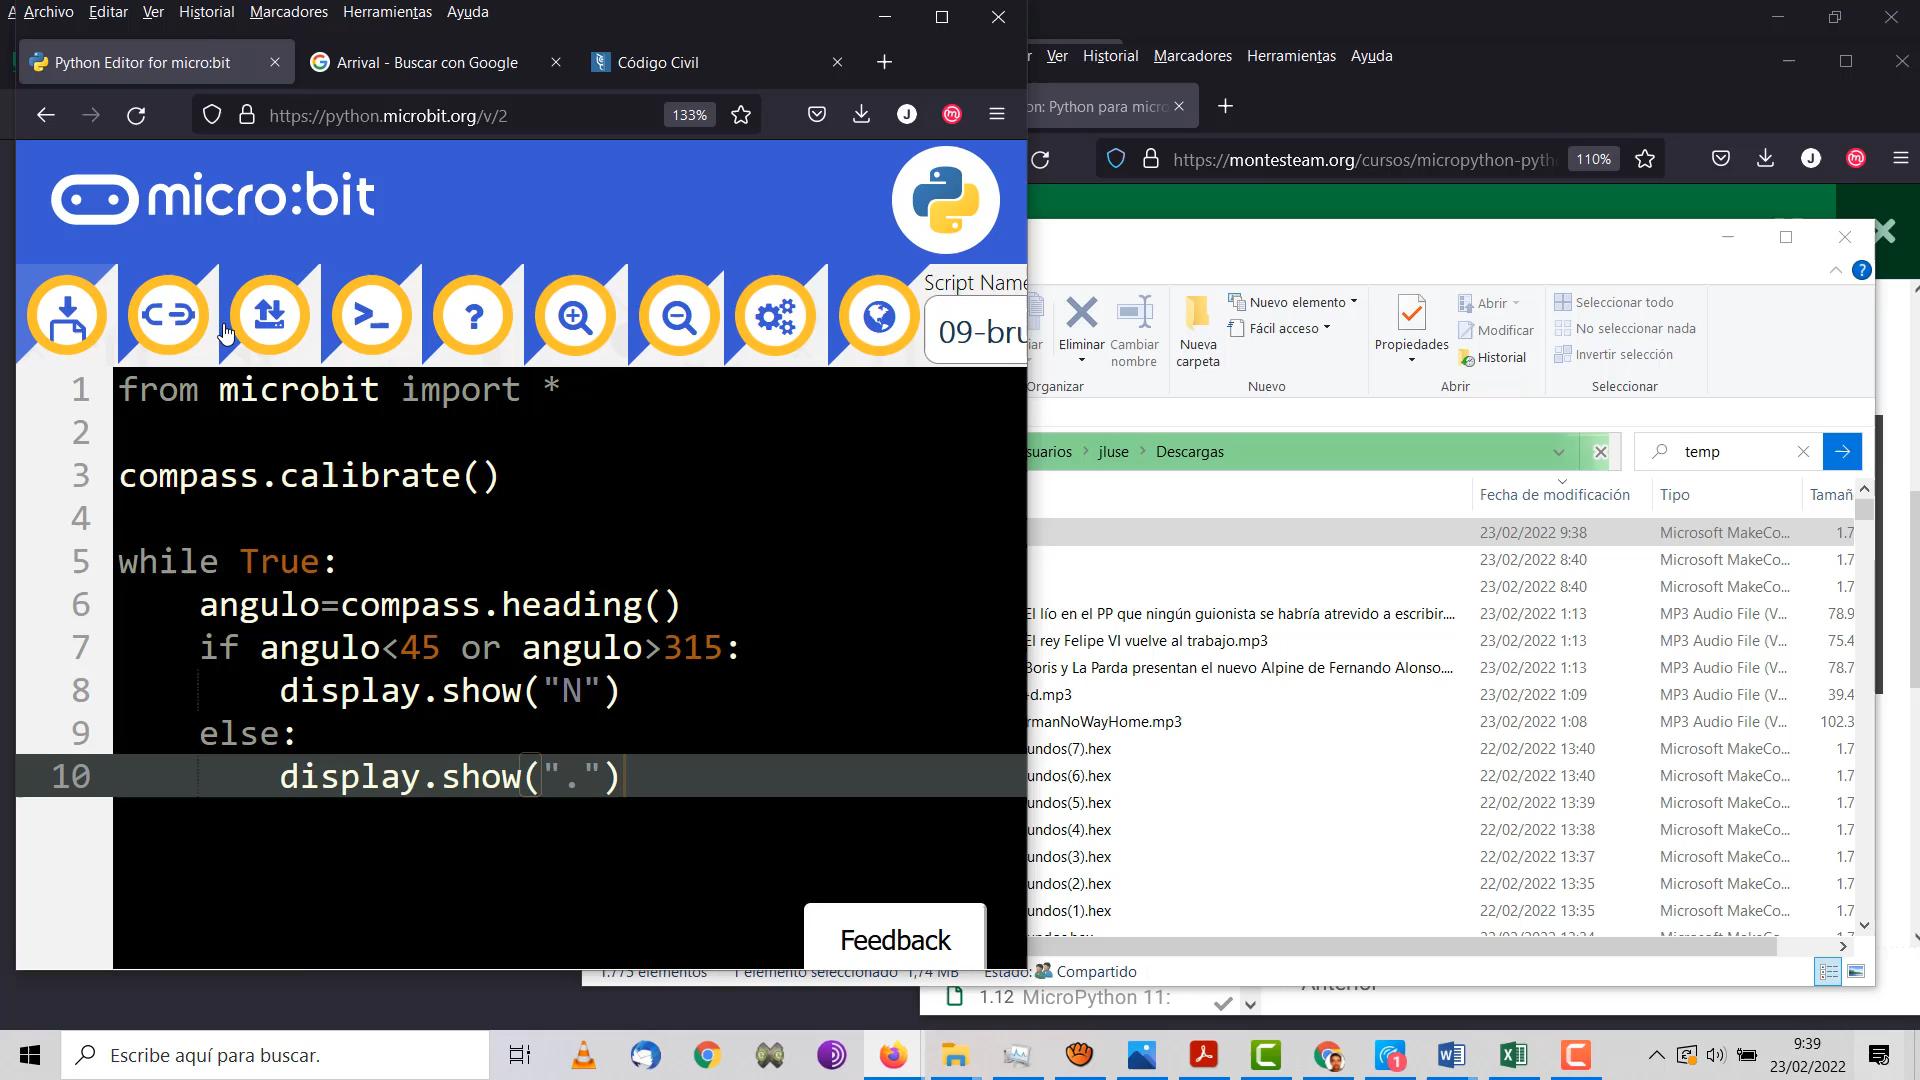 Archivo Editar Ver Historial Marcadores Herramientas Ayuda
Python Editor for micro:bit
Arrival - Buscar con Google
Código Civil
https://python.microbit.org/v/2
133%
J
micro:bit
Script Name
09-bru
1 from microbit import *
2
3 compass.calibrate()
4
5 while True:
6 angulo=compass.heading()
7 if angulo<45 or angulo>315:
8 display.show("N")
9 else:
10 display.show(".")
Feedback
Ver Historial Marcadores Herramientas Ayuda
on: Python para micro
https://montesteam.org/cursos/micropython-pyth
110%
J
Eliminar
Cambiar nombre
Organizar
Nueva carpeta
Nuevo elemento
Fácil acceso
Nuevo
Propiedades
Abrir
Modificar
Historial
Abrir
Seleccionar todo
No seleccionar nada
Invertir selección
Seleccionar
suarios jluse Descargas
temp
Fecha de modificación Tipo Tamañ
23/02/2022 9:38 Microsoft MakeCo... 1.7
23/02/2022 8:40 Microsoft MakeCo... 1.7
23/02/2022 8:40 Microsoft MakeCo... 1.7
El lío en el PP que ningún guionista se habría atrevido a escribir.... 23/02/2022 1:13 MP3 Audio File (V... 78.9
El rey Felipe VI vuelve al trabajo.mp3 23/02/2022 1:13 MP3 Audio File (V... 75.4
Boris y La Parda presentan el nuevo Alpine de Fernando Alonso.... 23/02/2022 1:13 MP3 Audio File (V... 78.7
-d.mp3 23/02/2022 1:09 MP3 Audio File (V... 39.4
rmanNoWayHome.mp3 23/02/2022 1:08 MP3 Audio File (V... 102.3
undos(7).hex 22/02/2022 13:40 Microsoft MakeCo... 1.7
undos(6).hex 22/02/2022 13:40 Microsoft MakeCo... 1.7
undos(5).hex 22/02/2022 13:39 Microsoft MakeCo... 1.7
undos(4).hex 22/02/2022 13:38 Microsoft MakeCo... 1.7
undos(3).hex 22/02/2022 13:37 Microsoft MakeCo... 1.7
undos(2).hex 22/02/2022 13:35 Microsoft MakeCo... 1.7
undos(1).hex 22/02/2022 13:35 Microsoft MakeCo... 1.7
1.775 elementos 1 elemento seleccionado 1,74 MB Estado: Compartido
1.12 MicroPython 11:
Anterior
Escribe aquí para buscar.
1
9:39
23/02/2022